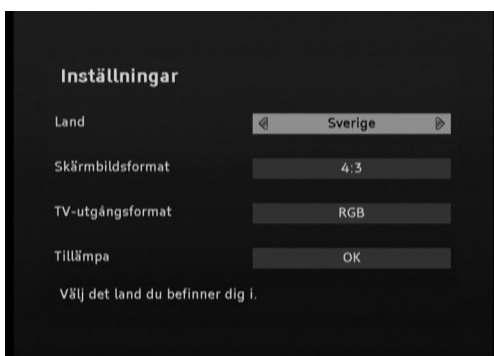 Inställningar
Land Sverige
Skärmbildsformat 4:3
TV-utgångsformat RGB
Tillämpa OK
Välj det land du befinner dig i.